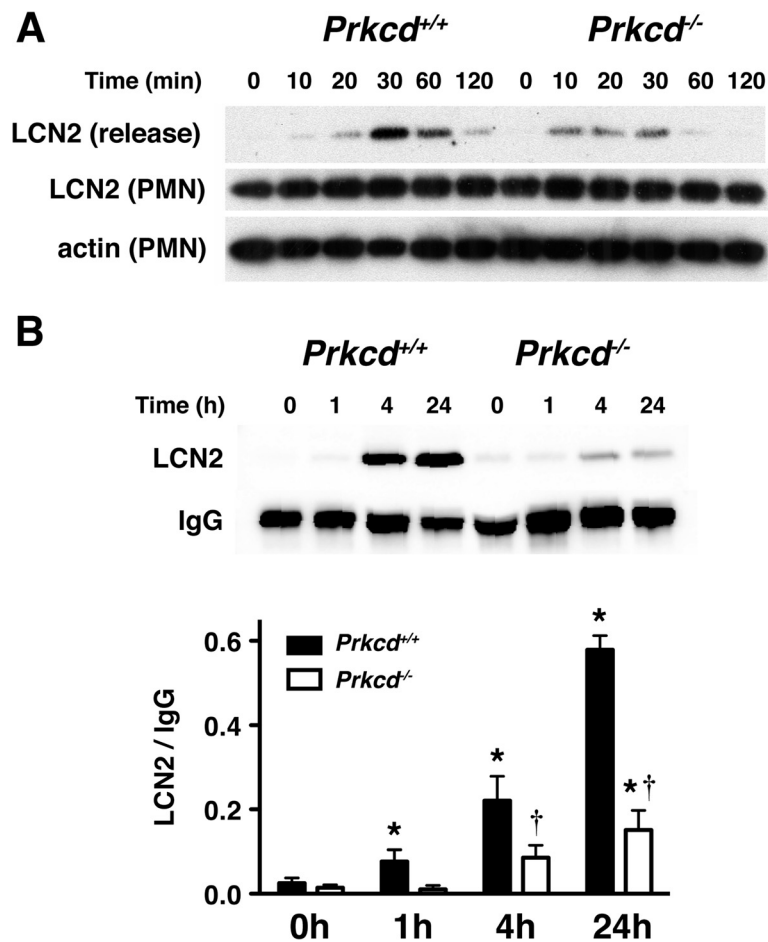 A
Prkcd+/+ Prkcd-/-
Time (min) 0 10 20 30 60 120 0 10 20 30 60 120
LCN2 (release)
LCN2 (PMN)
actin (PMN)
B
Prkcd+/+ Prkcd-/-
Time (h) 0 1 4 24 0 1 4 24
LCN2
IgG
LCN2 / IgG
0.6
0.4
0.2
0.0
Prkcd+/+
Prkcd-/-
*
*
†
*
* †
0h 1h 4h 24h